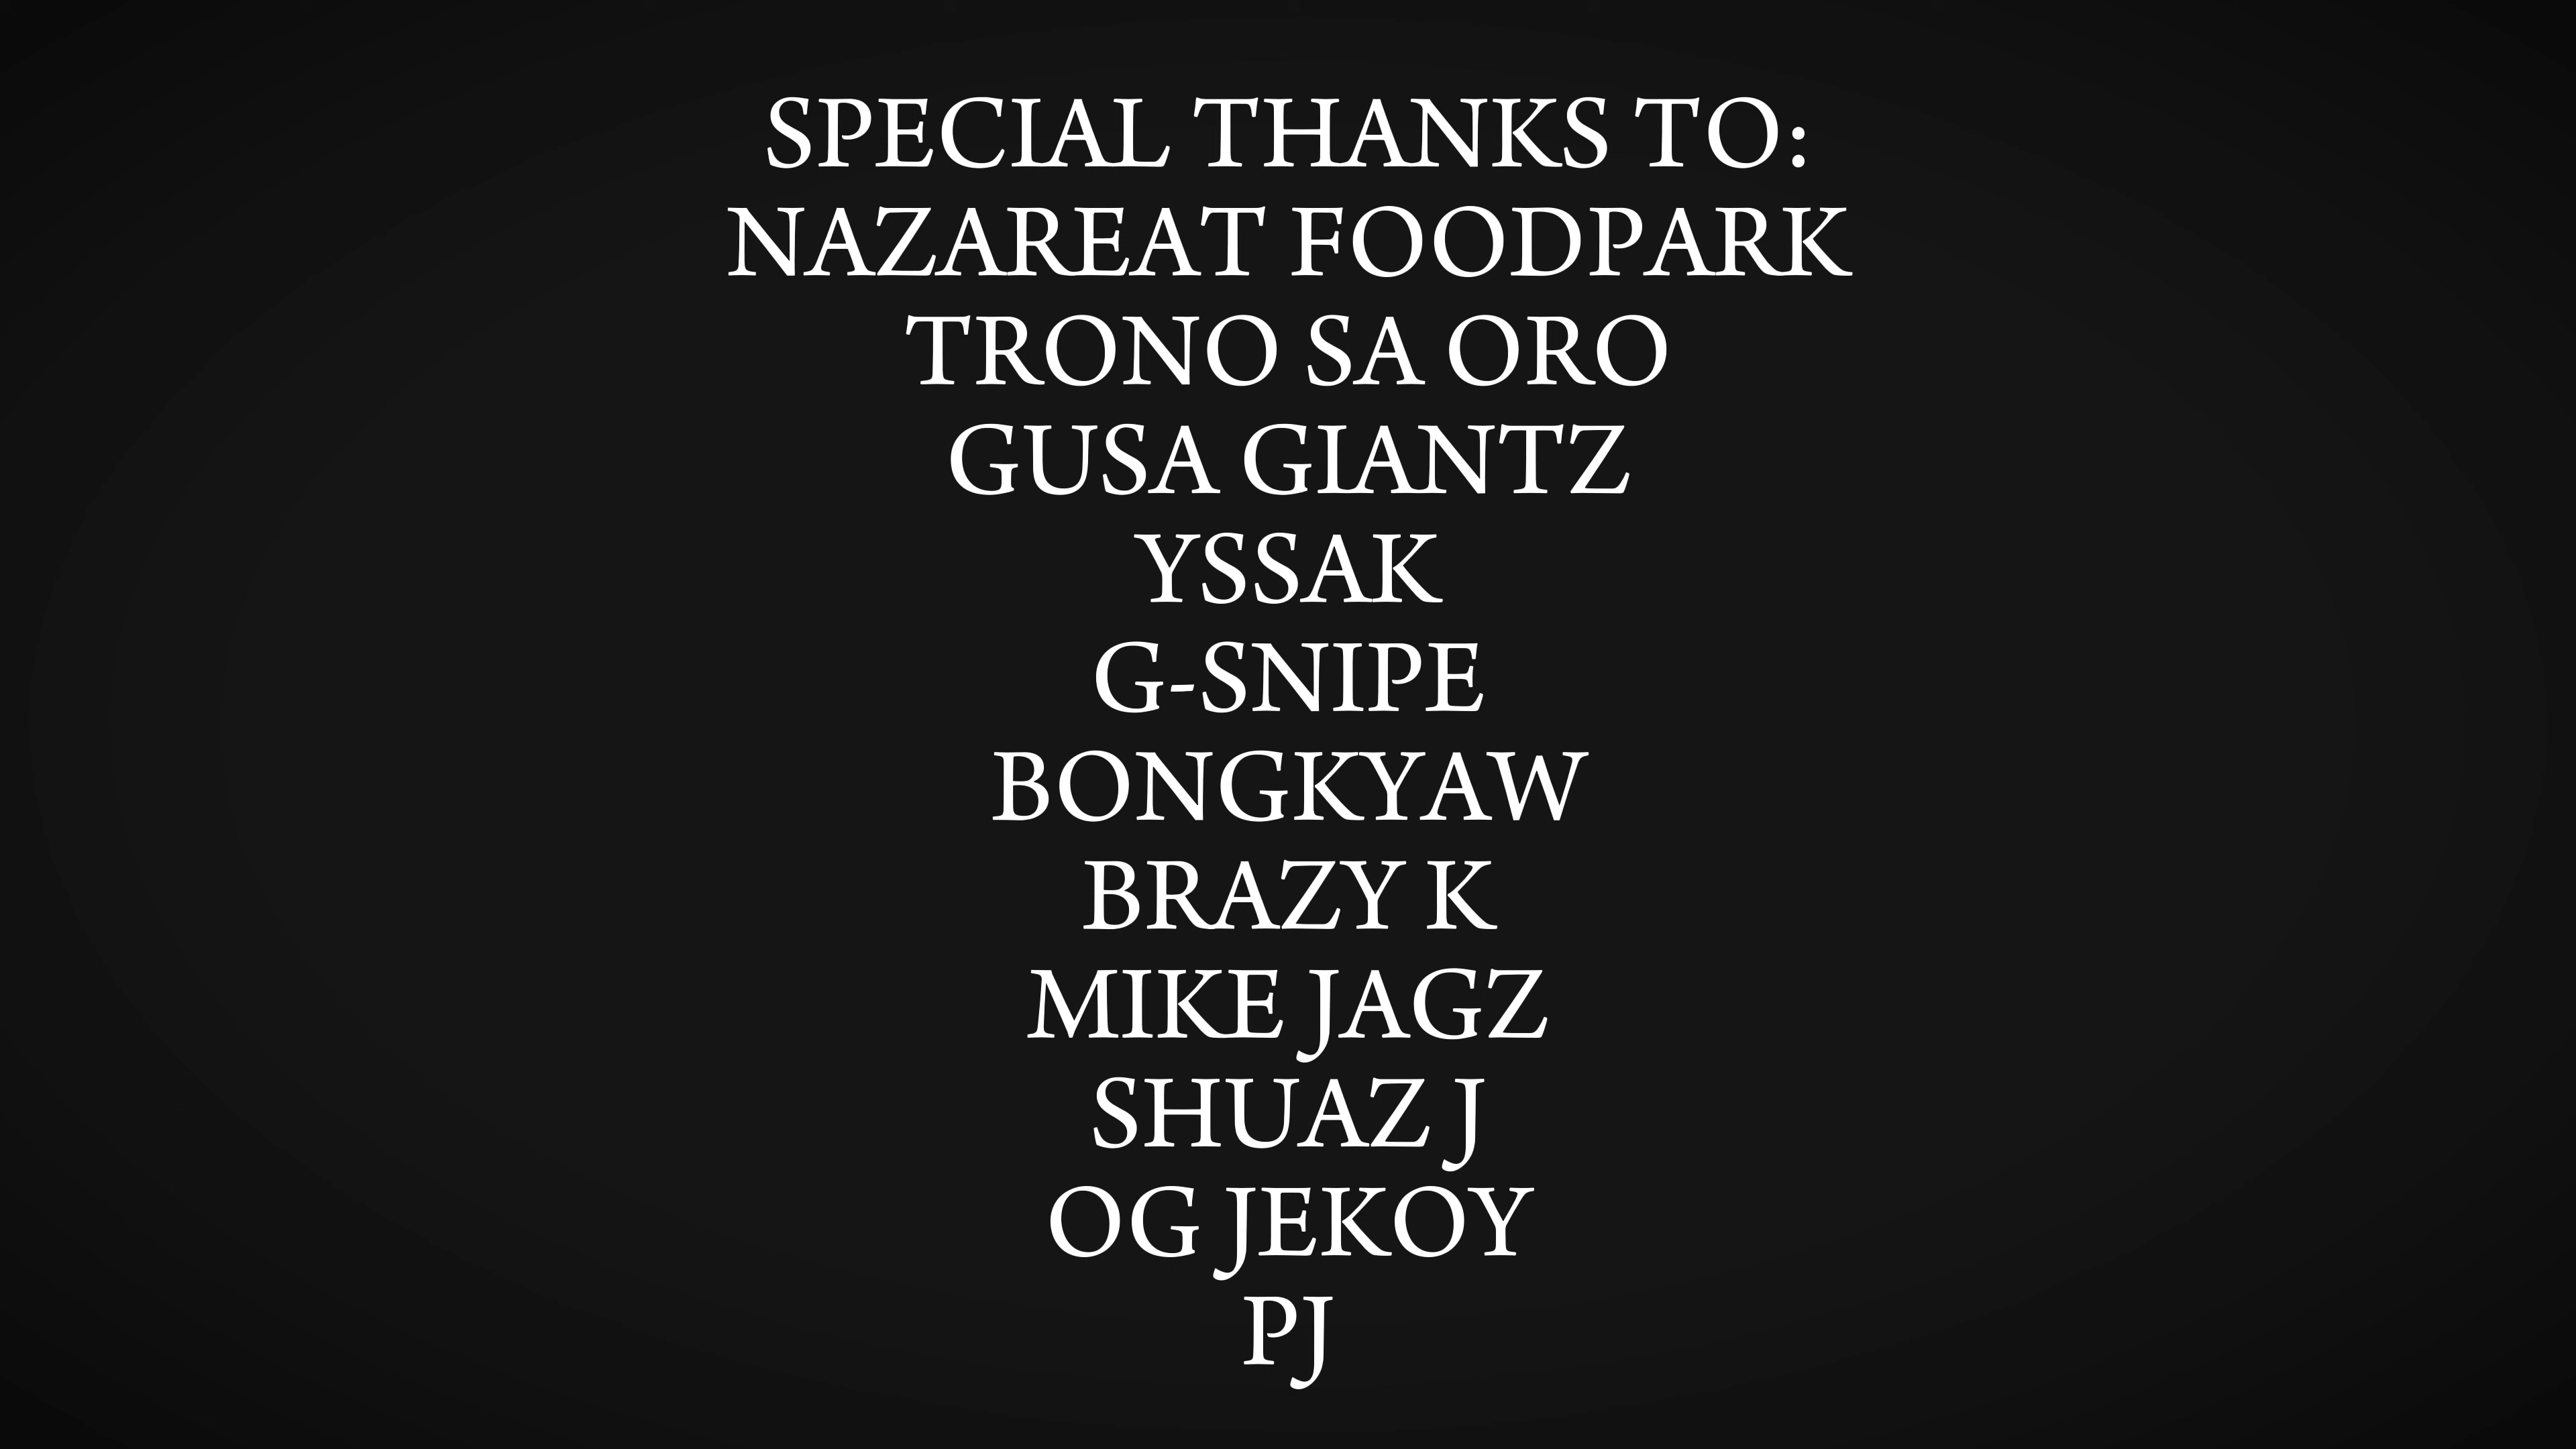 SPECIAL THANKS TO:
NAZAREAT FOODPARK
TRONO SA ORO
GUSA GIANTZ
YSSAK
G-SNIPE
BONGKYAW
BRAZY K
MIKE JAGZ
SHUAZ J
OG JEKOY
PJ